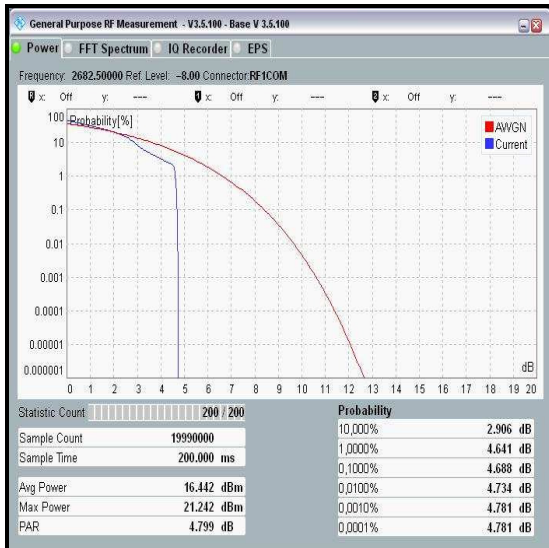 General Purpose RF Measurement - V3.5.100 - Base V 3.5.100
Power FFT Spectrum IQ Recorder EPS
Frequency: 2682.50000 Ref. Level: -8.00 Connector:RF1COM
R x: Off y: --- 1 x: Off y: --- 2 x: Off y: ---
Probability[%]
AWGN
Current
100
10
1
0.1
0.01
0.001
0.0001
0.00001
0.000001
dB
0 1 2 3 4 5 6 7 8 9 10 11 12 13 14 15 16 17 18 19 20
Statistic Count 200 / 200
Sample Count 19990000
Sample Time 200.000 ms
Avg Power 16.442 dBm
Max Power 21.242 dBm
PAR 4.799 dB
Probability
10,000% 2.906 dB
1,0000% 4.641 dB
0,1000% 4.688 dB
0,0100% 4.734 dB
0,0010% 4.781 dB
0,0001% 4.781 dB